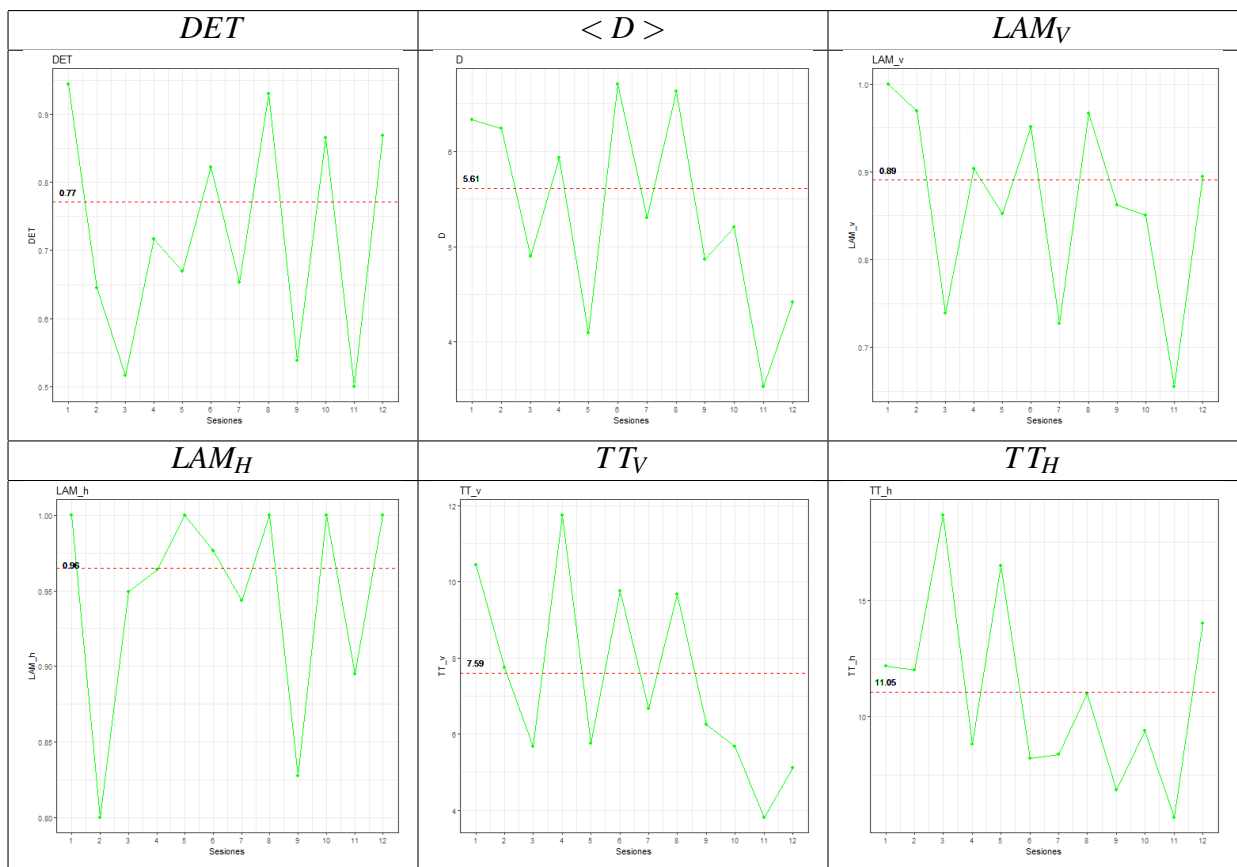 DET
< D >
LAM_V
DET
0.9
0.8
0.7
0.6
0.5
0.77
DET
1 2 3 4 5 6 7 8 9 10 11 12
Sesiones
D
6
5
4
5.61
D
1 2 3 4 5 6 7 8 9 10 11 12
Sesiones
LAM_v
1.0
0.9
0.8
0.7
0.89
LAM_v
1 2 3 4 5 6 7 8 9 10 11 12
Sesiones
LAM_H
TT_V
TT_H
LAM_h
1.00
0.95
0.90
0.85
0.80
0.96
LAM_h
1 2 3 4 5 6 7 8 9 10 11 12
Sesiones
TT_v
12
10
8
6
4
7.59
TT_v
1 2 3 4 5 6 7 8 9 10 11 12
Sesiones
TT_h
15
10
11.05
TT_h
1 2 3 4 5 6 7 8 9 10 11 12
Sesiones